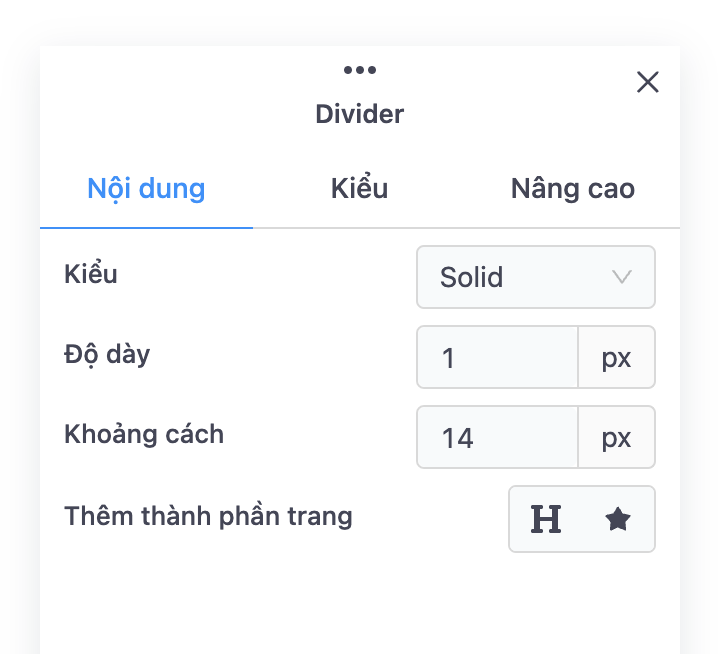 Divider
Nội dung Kiểu Nâng cao
Kiểu Solid
Độ dày 1 px
Khoảng cách 14 px
Thêm thành phần trang H